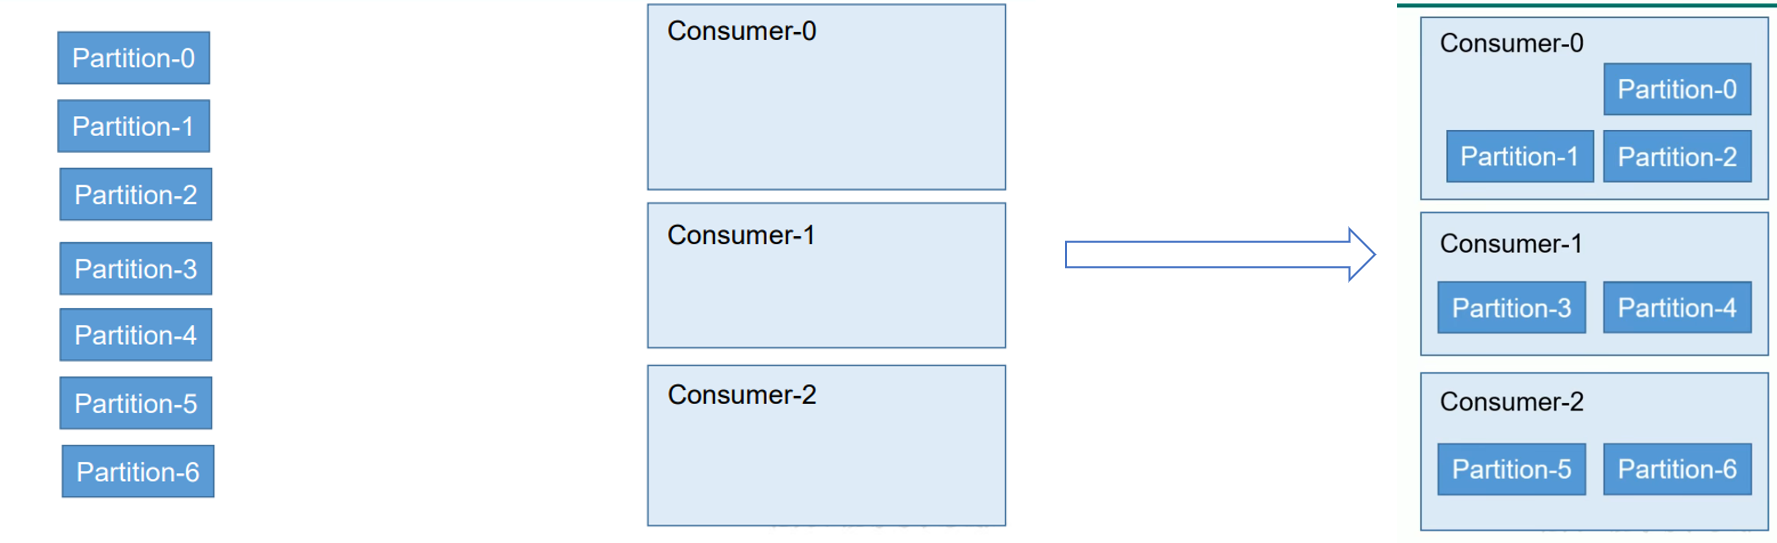 Partition-0
Partition-1
Partition-2
Partition-3
Partition-4
Partition-5
Partition-6
Consumer-0
Consumer-1
Consumer-2
Consumer-0
Partition-0
Partition-1 Partition-2
Consumer-1
Partition-3 Partition-4
Consumer-2
Partition-5 Partition-6